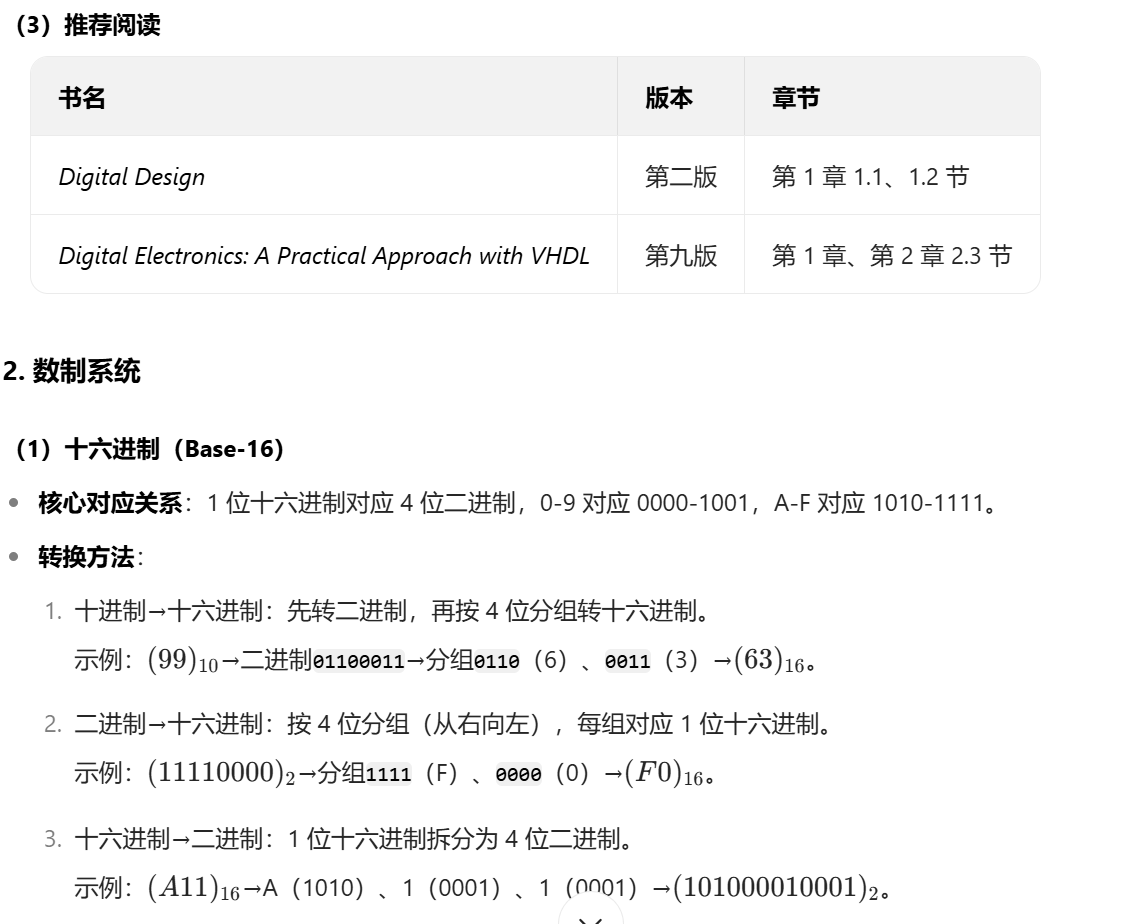 （3）推荐阅读
书名 版本 章节
Digital Design 第二版 第 1 章 1.1、1.2 节
Digital Electronics: A Practical Approach with VHDL 第九版 第 1 章、第 2 章 2.3 节
2. 数制系统
（1）十六进制（Base-16）
核心对应关系：1 位十六进制对应 4 位二进制，0-9 对应 0000-1001，A-F 对应 1010-1111。
转换方法：
1. 十进制→十六进制：先转二进制，再按 4 位分组转十六进制。
示例：(99)₁₀→二进制01100011→分组0110（6）、0011（3）→(63)₁₆。
2. 二进制→十六进制：按 4 位分组（从右向左），每组对应 1 位十六进制。
示例：(11110000)₂→分组1111（F）、0000（0）→(F0)₁₆。
3. 十六进制→二进制：1 位十六进制拆分为 4 位二进制。
示例：(A11)₁₆→A（1010）、1（0001）、1（0001）→(101000010001)₂。